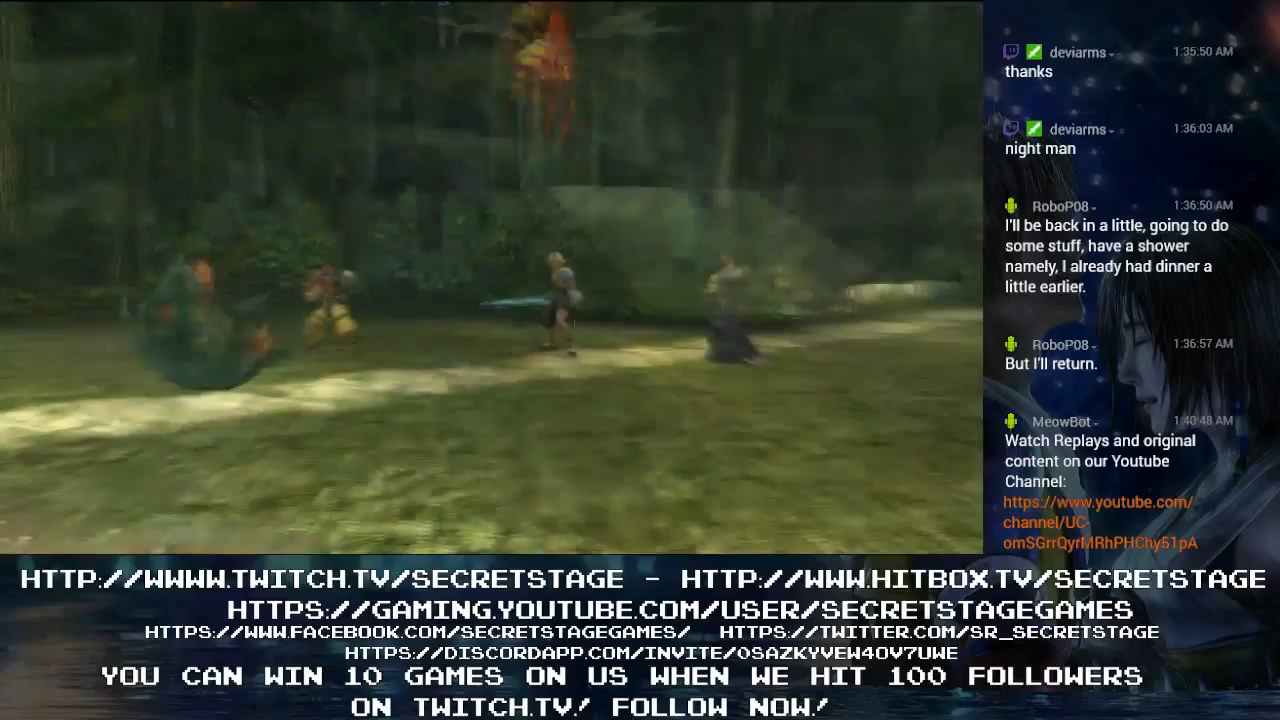 deviarms 1:35:50 AM
thanks
deviarms 1:36:03 AM
night man
RoboP08 1:36:50 AM
I'll be back in a little, going to do
some stuff, have a shower
namely, I already had dinner a
little earlier.
RoboP08 1:36:57 AM
But I'll return.
MeowBot 1:40:48 AM
Watch Replays and original
content on our Youtube
Channel:
https://www.youtube.com/
channel/UC-
omSGrrQyrMRhPHChy51pA
HTTP://WWWW.TWITCH.TV/SECRETSTAGE - HTTP://WWW.HITBOX.TV/SECRETSTAGE
HTTPS://GAMING.YOUTUBE.COM/USER/SECRETSTAGEGAMES
HTTPS://WWW.FACEBOOK.COM/SECRETSTAGEGAMES/ HTTPS://TWITTER.COM/SR_SECRETSTAGE
HTTPS://DISCORDAPP.COM/INVITE/0SAZKYVEW4OV7UWE
YOU CAN WIN 10 GAMES ON US WHEN WE HIT 100 FOLLOWERS
ON TWITCH.TV! FOLLOW NOW!